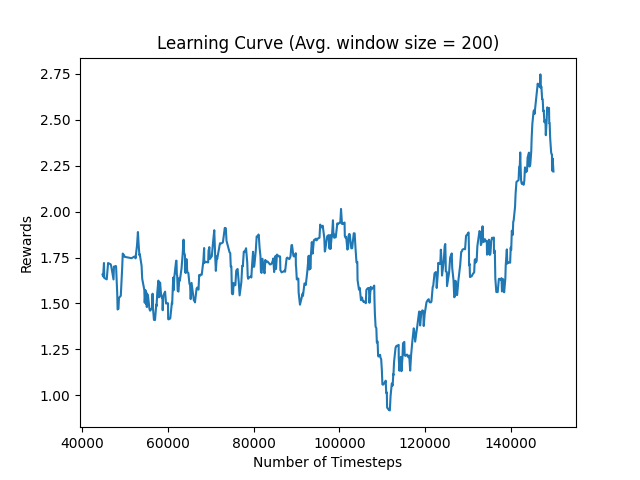 Learning Curve (Avg. window size = 200)
Rewards
2.75
2.50
2.25
2.00
1.75
1.50
1.25
1.00
40000 60000 80000 100000 120000 140000
Number of Timesteps